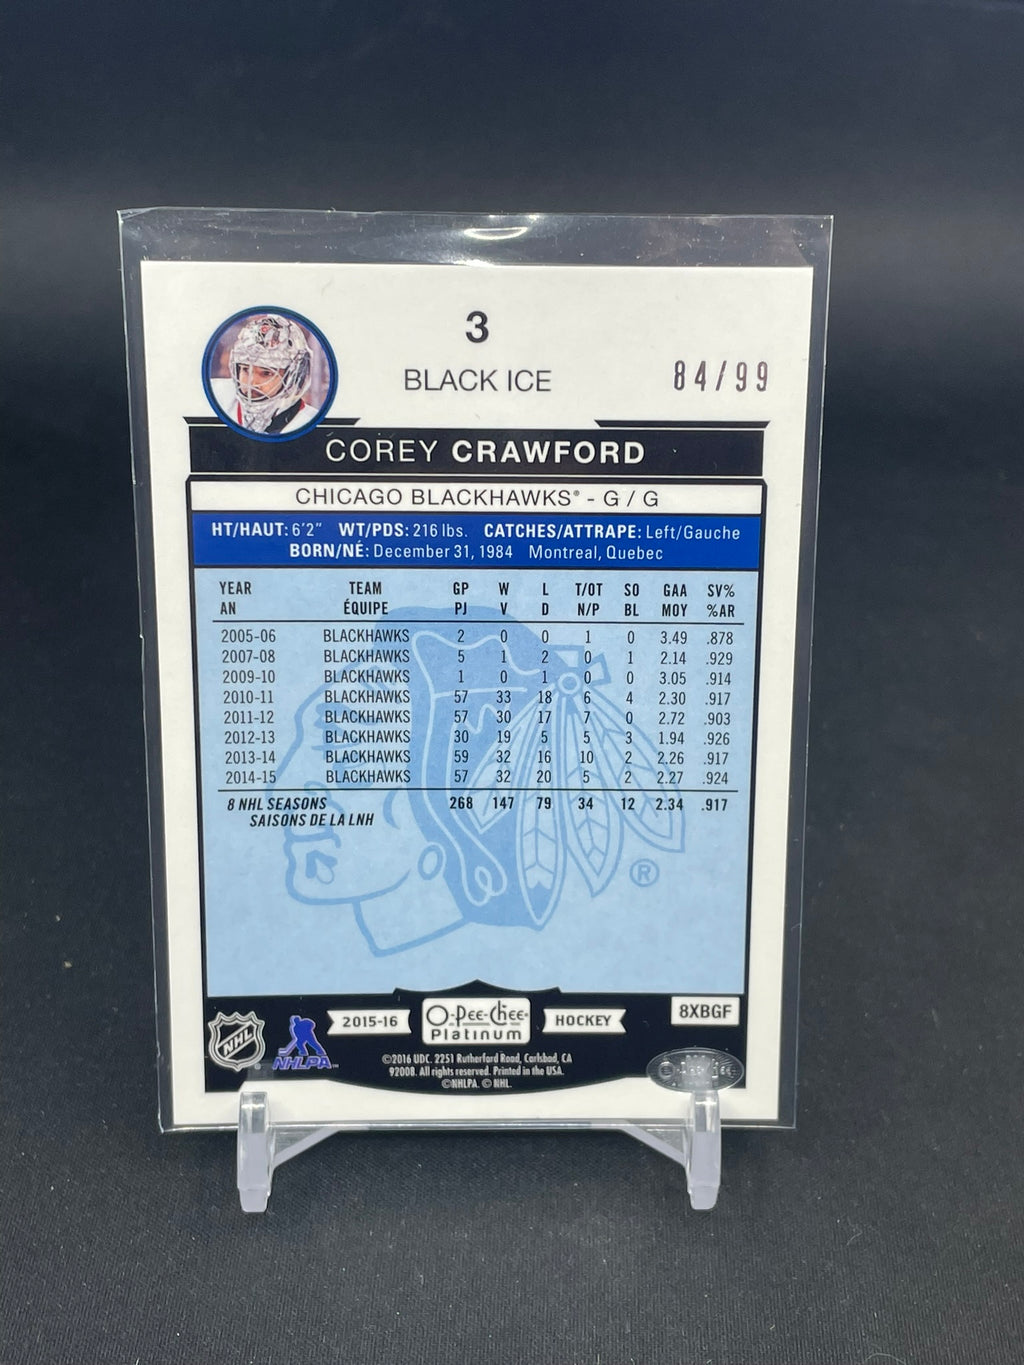 3
BLACK ICE
84/99
COREY CRAWFORD
CHICAGO BLACKHAWKS® - G / G
HT/HAUT: 6'2" WT/PDS: 216 lbs. CATCHES/ATTRAPE: Left/Gauche
BORN/NÉ: December 31, 1984 Montreal, Quebec
YEAR TEAM GP W L T/OT SO GAA SV%
AN ÉQUIPE PJ V D N/P BL MOY %AR
2005-06 BLACKHAWKS 2 0 0 1 0 3.49 .878
2007-08 BLACKHAWKS 5 1 2 0 1 2.14 .929
2009-10 BLACKHAWKS 1 0 1 0 0 3.05 .914
2010-11 BLACKHAWKS 57 33 18 6 4 2.30 .917
2011-12 BLACKHAWKS 57 30 17 7 0 2.72 .903
2012-13 BLACKHAWKS 30 19 5 5 3 1.94 .926
2013-14 BLACKHAWKS 59 32 16 10 2 2.26 .917
2014-15 BLACKHAWKS 57 32 20 5 2 2.27 .924
8 NHL SEASONS 268 147 79 34 12 2.34 .917
SAISONS DE LA LNH
®
8XBGF
NHL
NHLPA™
2015-16
O-Pee-Chee®
Platinum
HOCKEY
©2016 UDC. 2251 Rutherford Road, Carlsbad, CA
92008. All rights reserved. Printed in the USA.
©NHLPA. © NHL.